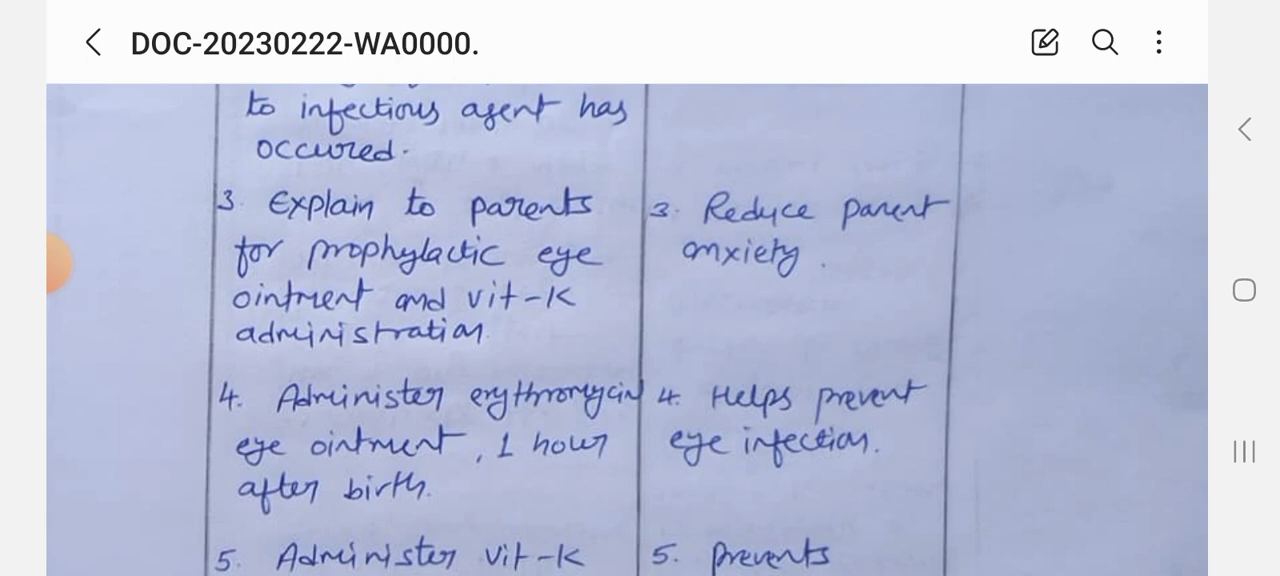 DOC-20230222-WA0000.
to infectious agent has
occured.
3. Explain to parents
for prophylactic eye
ointment and vit-K
administration.
3. Reduce parent
anxiety.
4. Administer erythromycin
eye ointment, 1 hour
after birth.
4. Helps prevent
eye infection.
5. Administer vit-K
5. prevents